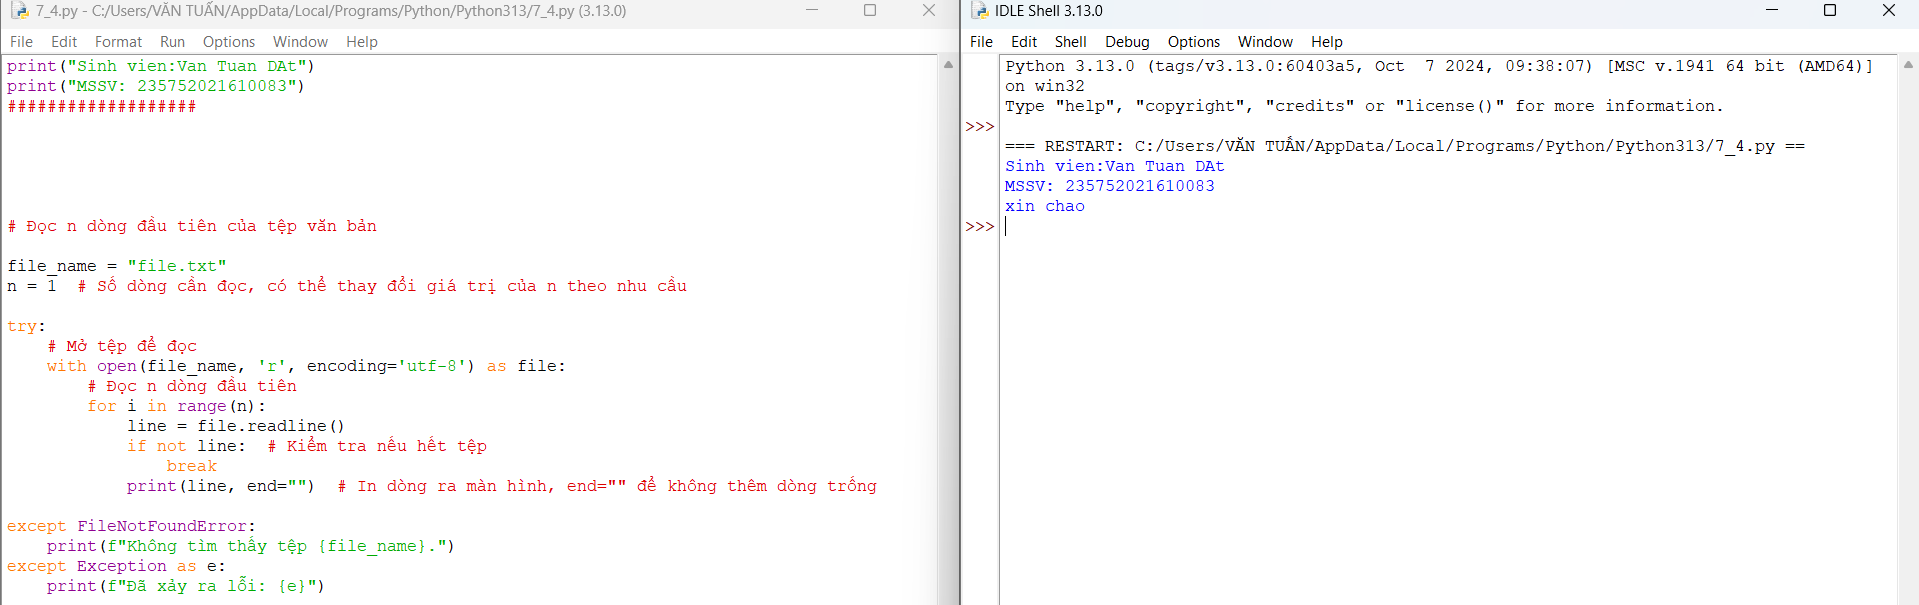 7_4.py - C:/Users/VĂN TUẤN/AppData/Local/Programs/Python/Python313/7_4.py (3.13.0)
File Edit Format Run Options Window Help
print("Sinh vien:Van Tuan DAt")
print("MSSV: 235752021610083")
###################
# Đọc n dòng đầu tiên của tệp văn bản
file_name = "file.txt"
n = 1  # Số dòng cần đọc, có thể thay đổi giá trị của n theo nhu cầu
try:
    # Mở tệp để đọc
    with open(file_name, 'r', encoding='utf-8') as file:
        # Đọc n dòng đầu tiên
        for i in range(n):
            line = file.readline()
            if not line:  # Kiểm tra nếu hết tệp
                break
            print(line, end="")  # In dòng ra màn hình, end="" để không thêm dòng trống
except FileNotFoundError:
    print(f"Không tìm thấy tệp {file_name}.")
except Exception as e:
    print(f"Đã xảy ra lỗi: {e}")
IDLE Shell 3.13.0
File Edit Shell Debug Options Window Help
Python 3.13.0 (tags/v3.13.0:60403a5, Oct  7 2024, 09:38:07) [MSC v.1941 64 bit (AMD64)]
on win32
Type "help", "copyright", "credits" or "license()" for more information.
>>>
=== RESTART: C:/Users/VĂN TUẤN/AppData/Local/Programs/Python/Python313/7_4.py ==
Sinh vien:Van Tuan DAt
MSSV: 235752021610083
xin chao
>>>